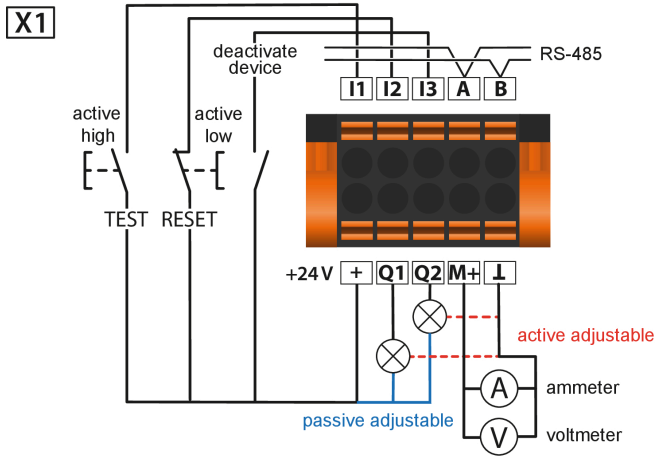 X1
deactivate
device
RS-485
I1 I2 I3 A B
active
high
active
low
TEST RESET
+24 V + Q1 Q2 M+ ⊥
active adjustable
passive adjustable
A ammeter
V voltmeter